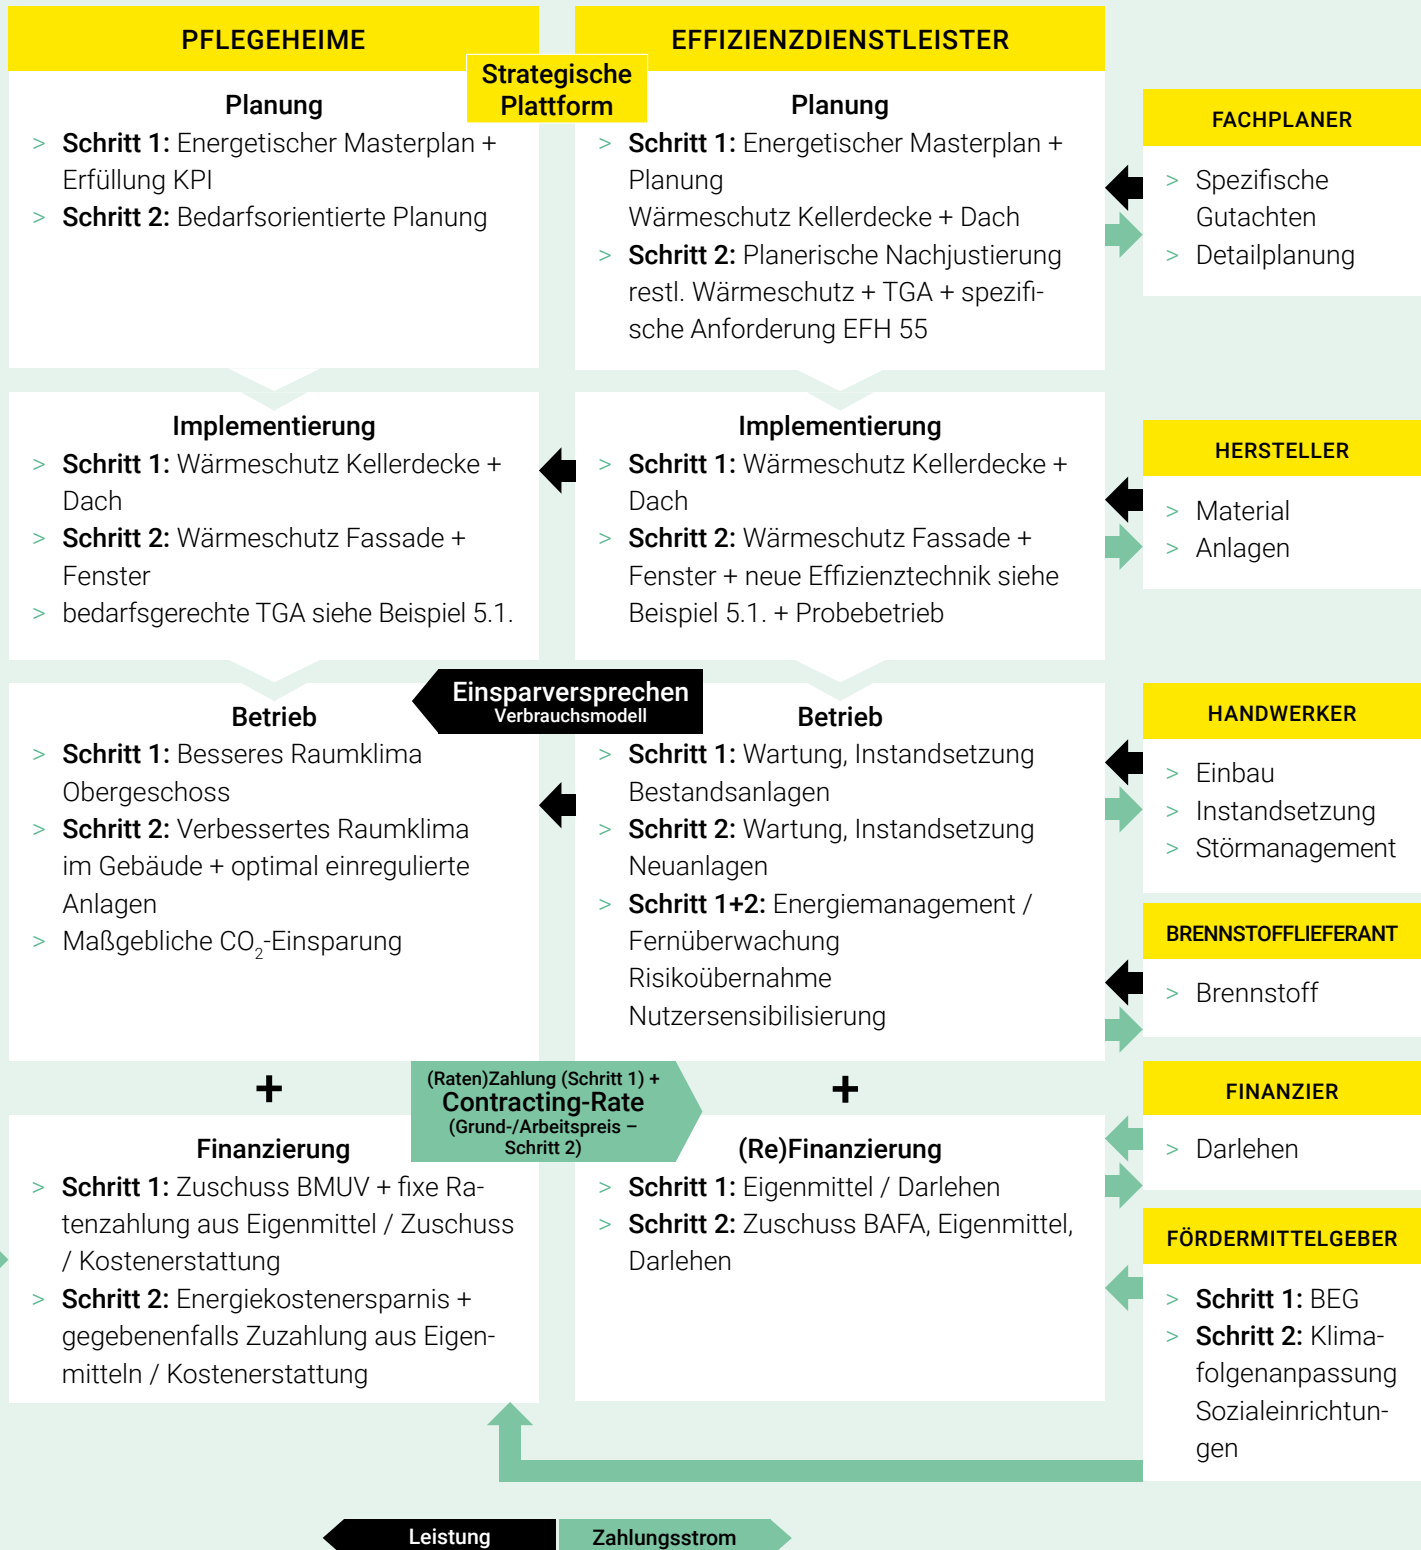 PFLEGEHEIME
Planung
> Schritt 1: Energetischer Masterplan +
Erfüllung KPI
> Schritt 2: Bedarfsorientierte Planung
Implementierung
> Schritt 1: Wärmeschutz Kellerdecke +
Dach
> Schritt 2: Wärmeschutz Fassade +
Fenster
> bedarfsgerechte TGA siehe Beispiel 5.1.
Betrieb
> Schritt 1: Besseres Raumklima
Obergeschoss
> Schritt 2: Verbessertes Raumklima
im Gebäude + optimal einregulierte
Anlagen
> Maßgebliche CO₂-Einsparung
+
Finanzierung
> Schritt 1: Zuschuss BMUV + fixe Ra-
tenzahlung aus Eigenmittel / Zuschuss
/ Kostenerstattung
> Schritt 2: Energiekostenersparnis +
gegebenenfalls Zuzahlung aus Eigen-
mitteln / Kostenerstattung
Strategische
Plattform
Einsparversprechen
Verbrauchsmodell
(Raten)Zahlung (Schritt 1) +
Contracting-Rate
(Grund-/Arbeitspreis –
Schritt 2)
EFFIZIENZDIENSTLEISTER
Planung
> Schritt 1: Energetischer Masterplan +
Planung
Wärmeschutz Kellerdecke + Dach
> Schritt 2: Planerische Nachjustierung
restl. Wärmeschutz + TGA + spezifi-
sche Anforderung EFH 55
Implementierung
> Schritt 1: Wärmeschutz Kellerdecke +
Dach
> Schritt 2: Wärmeschutz Fassade +
Fenster + neue Effizienztechnik siehe
Beispiel 5.1. + Probebetrieb
Betrieb
> Schritt 1: Wartung, Instandsetzung
Bestandsanlagen
> Schritt 2: Wartung, Instandsetzung
Neuanlagen
> Schritt 1+2: Energiemanagement /
Fernüberwachung
Risikoübernahme
Nutzersensibilisierung
+
(Re)Finanzierung
> Schritt 1: Eigenmittel / Darlehen
> Schritt 2: Zuschuss BAFA, Eigenmittel,
Darlehen
FACHPLANER
> Spezifische
Gutachten
> Detailplanung
HERSTELLER
> Material
> Anlagen
HANDWERKER
> Einbau
> Instandsetzung
> Störmanagement
BRENNSTOFFLIEFERANT
> Brennstoff
FINANZIER
> Darlehen
FÖRDERMITTELGEBER
> Schritt 1: BEG
> Schritt 2: Klima-
folgenanpassung
Sozialeinrichtun-
gen
Leistung
Zahlungsstrom